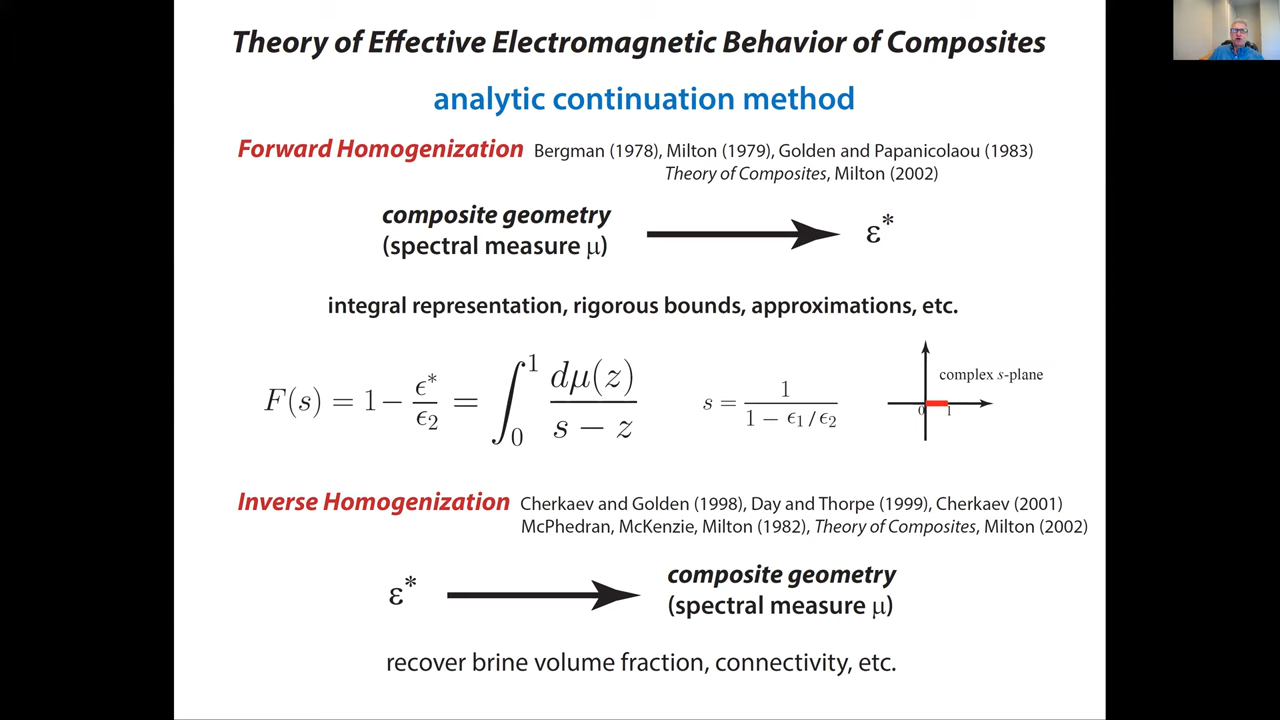 Theory of Effective Electromagnetic Behavior of Composites
analytic continuation method
Forward Homogenization Bergman (1978), Milton (1979), Golden and Papanicolaou (1983)
Theory of Composites, Milton (2002)
composite geometry
(spectral measure μ)
ε*
integral representation, rigorous bounds, approximations, etc.
F(s) = 1 − ϵ*/ϵ₂ = ∫₀¹ dμ(z)/(s − z)
s = 1/(1 − ϵ₁/ϵ₂)
complex s-plane
0 1
Inverse Homogenization Cherkaev and Golden (1998), Day and Thorpe (1999), Cherkaev (2001)
McPhedran, McKenzie, Milton (1982), Theory of Composites, Milton (2002)
ε*
composite geometry
(spectral measure μ)
recover brine volume fraction, connectivity, etc.